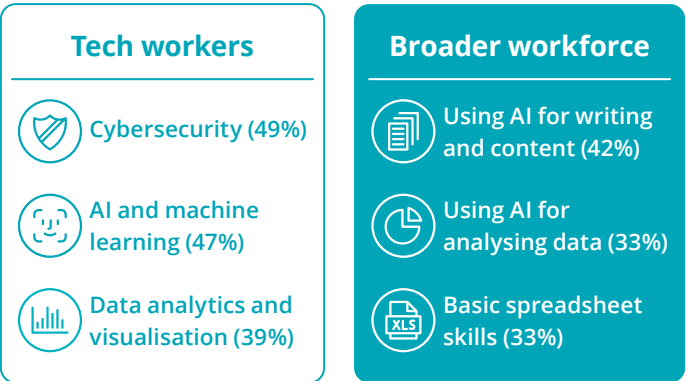 Tech workers
Cybersecurity (49%)
AI and machine
learning (47%)
Data analytics and
visualisation (39%)
Broader workforce
Using AI for writing
and content (42%)
Using AI for
analysing data (33%)
XLS
Basic spreadsheet
skills (33%)